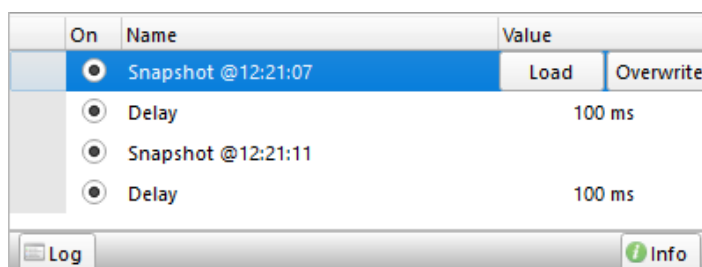 On Name Value
Snapshot @12:21:07 Load Overwrite
Delay 100 ms
Snapshot @12:21:11
Delay 100 ms
Log Info